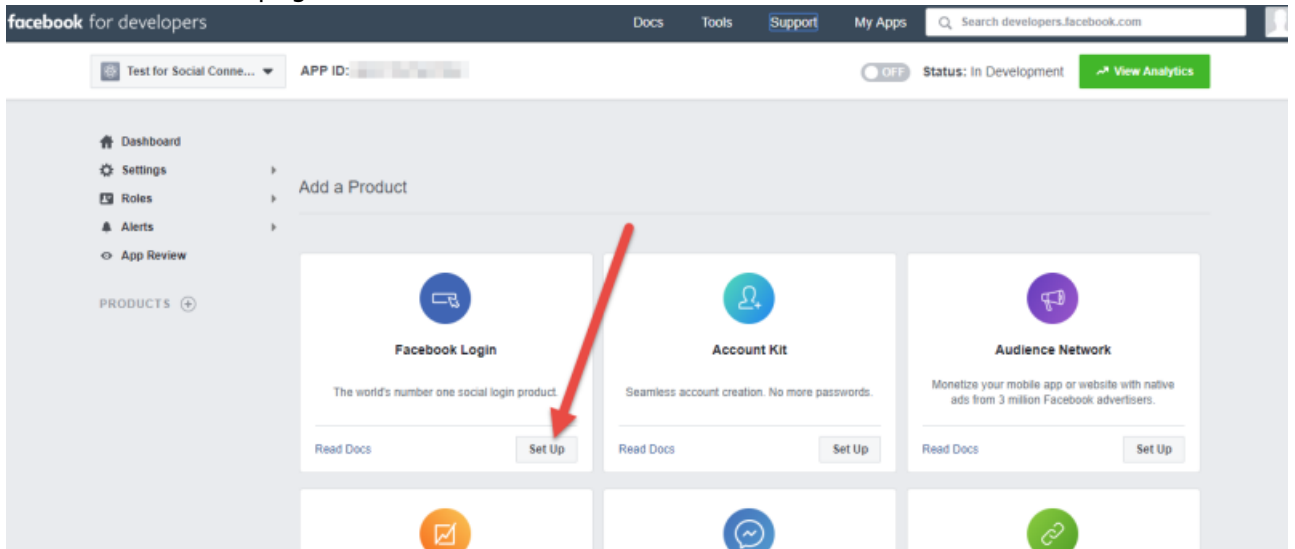 facebook for developers
Docs Tools Support My Apps Search developers.facebook.com
Test for Social Conne... APP ID: OFF Status: In Development View Analytics
Dashboard
Settings
Roles
Alerts
App Review
PRODUCTS
Add a Product
Facebook Login
The world's number one social login product.
Read Docs Set Up
Account Kit
Seamless account creation. No more passwords.
Read Docs Set Up
Audience Network
Monetize your mobile app or website with native
ads from 3 million Facebook advertisers.
Read Docs Set Up